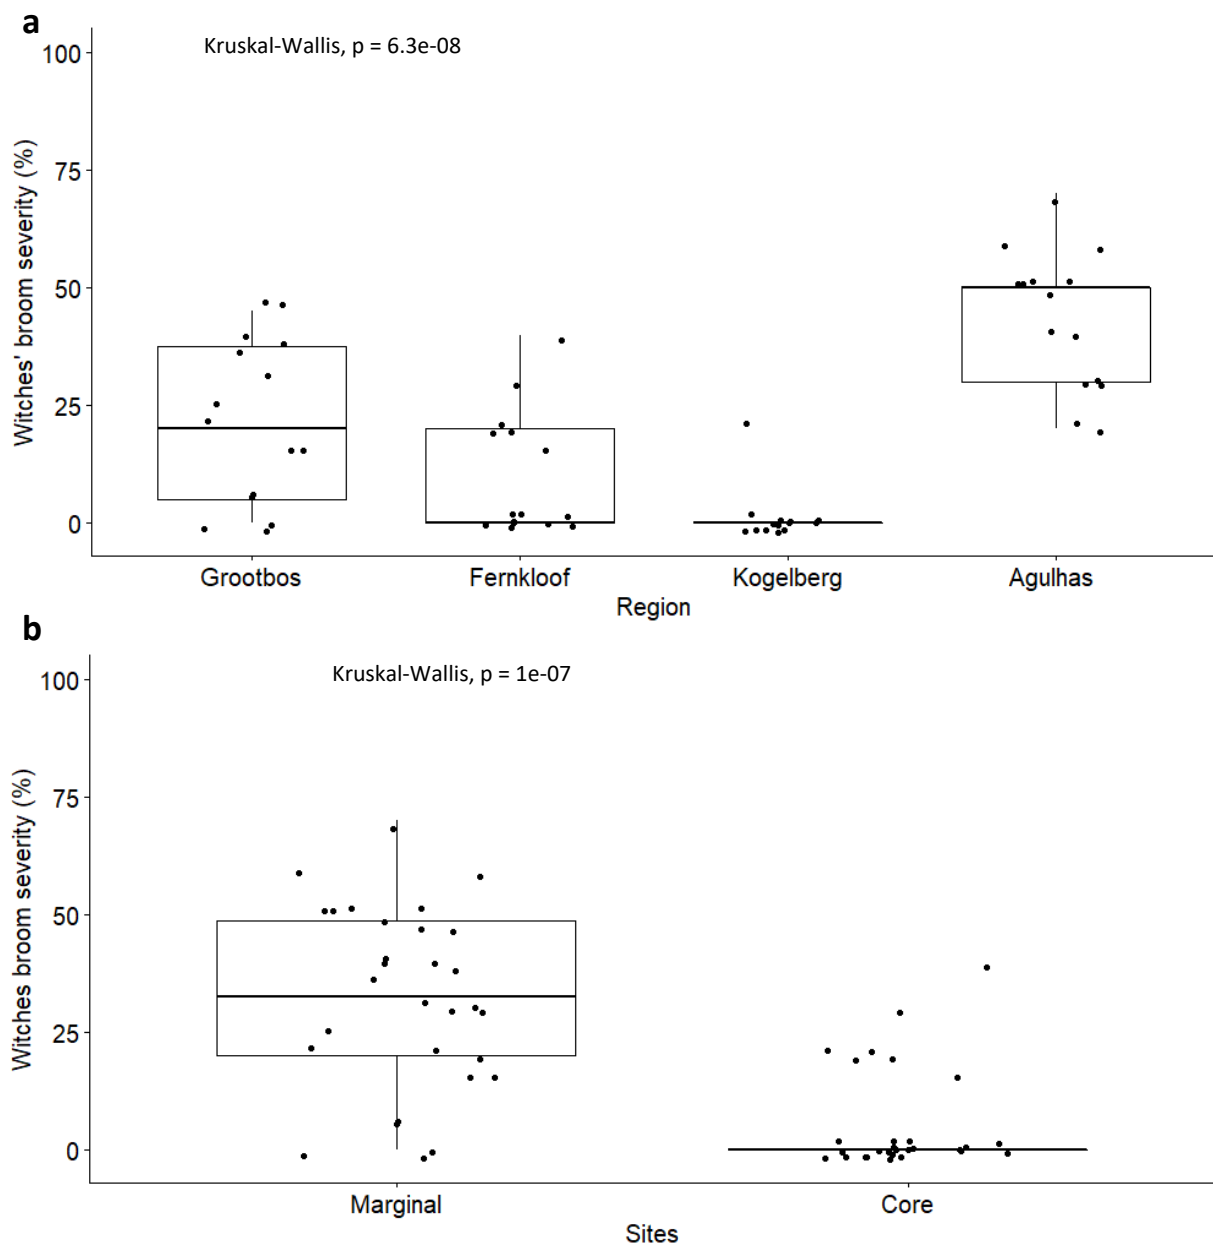 a
Kruskal-Wallis, p = 6.3e-08
Witches' broom severity (%)
100
75
50
25
0
Grootbos Fernkloof Kogelberg Agulhas
Region
b
Kruskal-Wallis, p = 1e-07
Witches broom severity (%)
100
75
50
25
0
Marginal Core
Sites